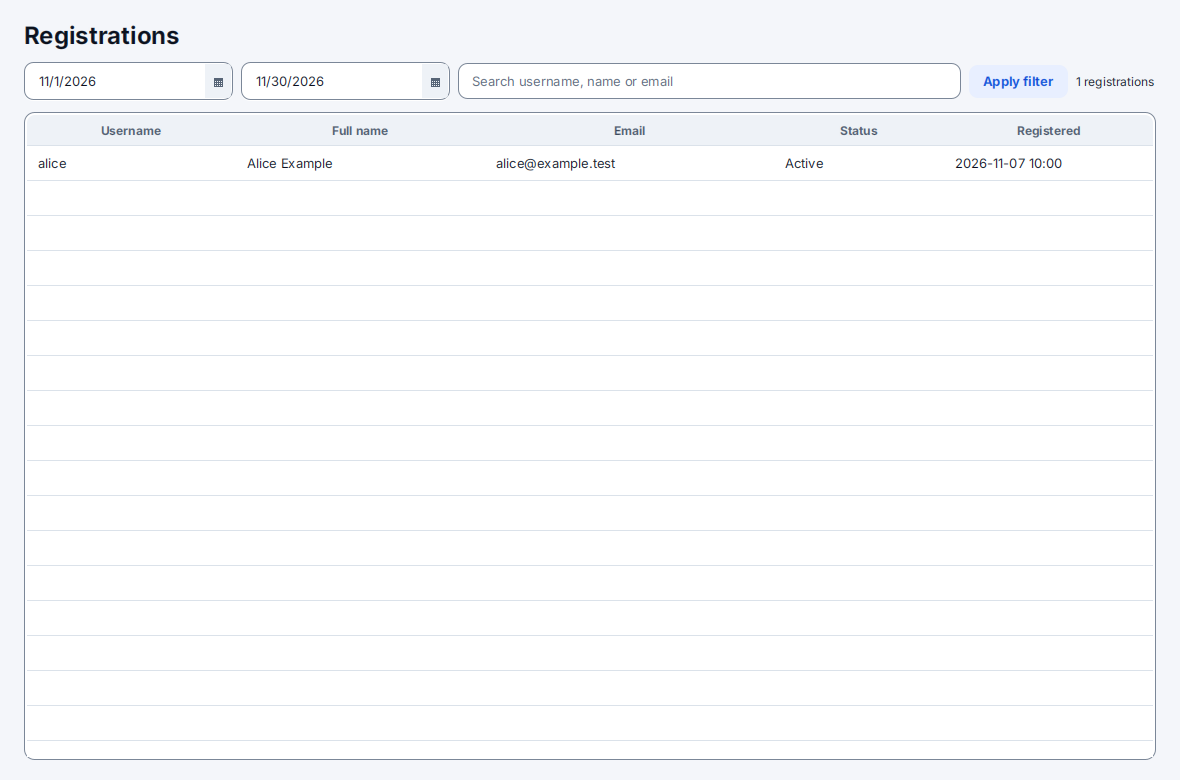 Registrations
11/1/2026 11/30/2026 Search username, name or email Apply filter 1 registrations
Username Full name Email Status Registered
alice Alice Example alice@example.test Active 2026-11-07 10:00